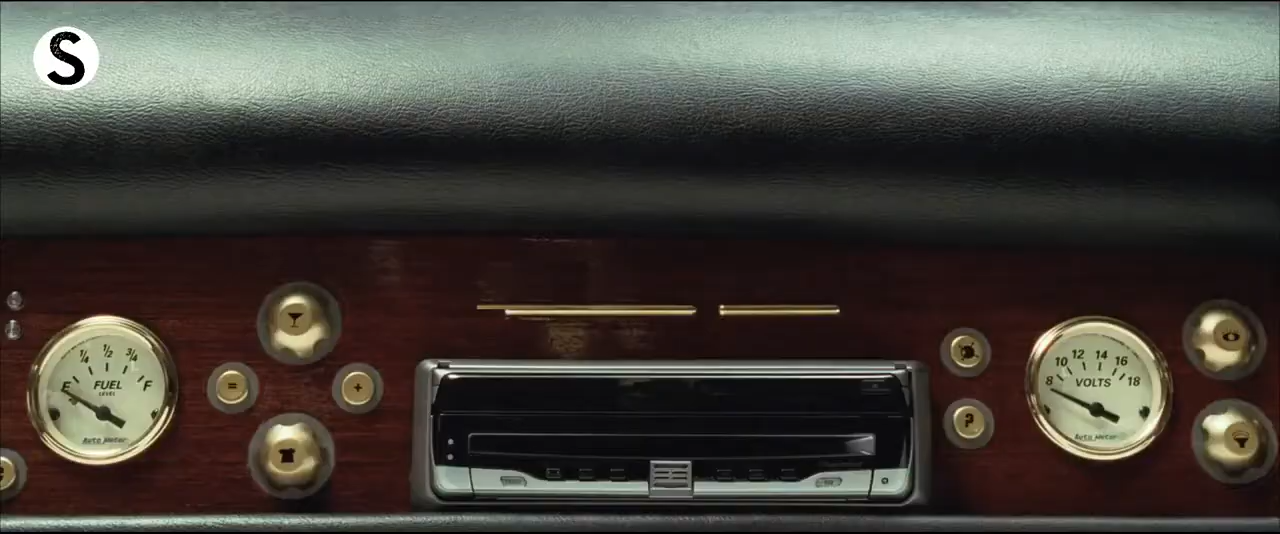 S
1/4 1/2 3/4
E F
FUEL
LEVEL
Auto Meter
=
+
10 12 14 16
8 18
VOLTS
Auto Meter
?